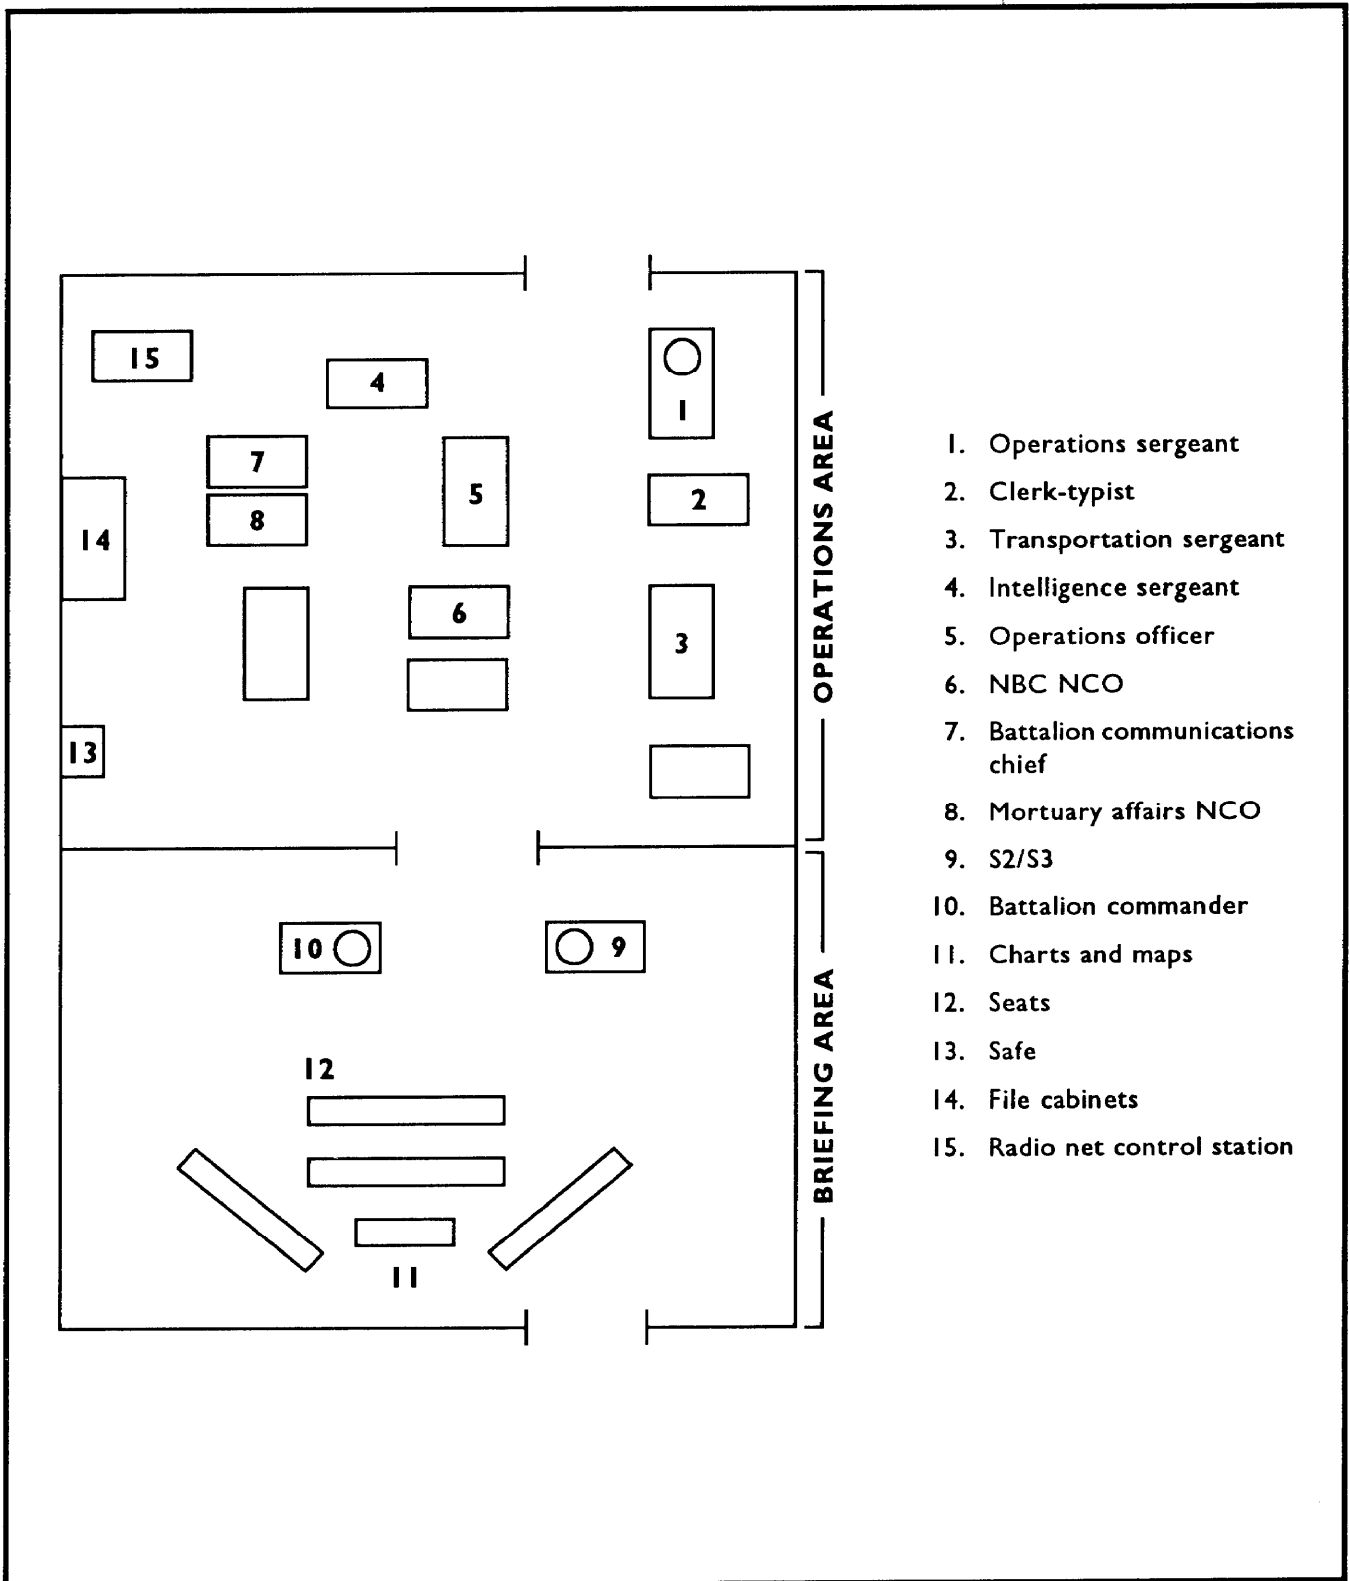 15
4
1
7
8
5
2
14
6
3
13
OPERATIONS AREA
10
9
12
11
BRIEFING AREA
1. Operations sergeant
2. Clerk-typist
3. Transportation sergeant
4. Intelligence sergeant
5. Operations officer
6. NBC NCO
7. Battalion communications
chief
8. Mortuary affairs NCO
9. S2/S3
10. Battalion commander
11. Charts and maps
12. Seats
13. Safe
14. File cabinets
15. Radio net control station